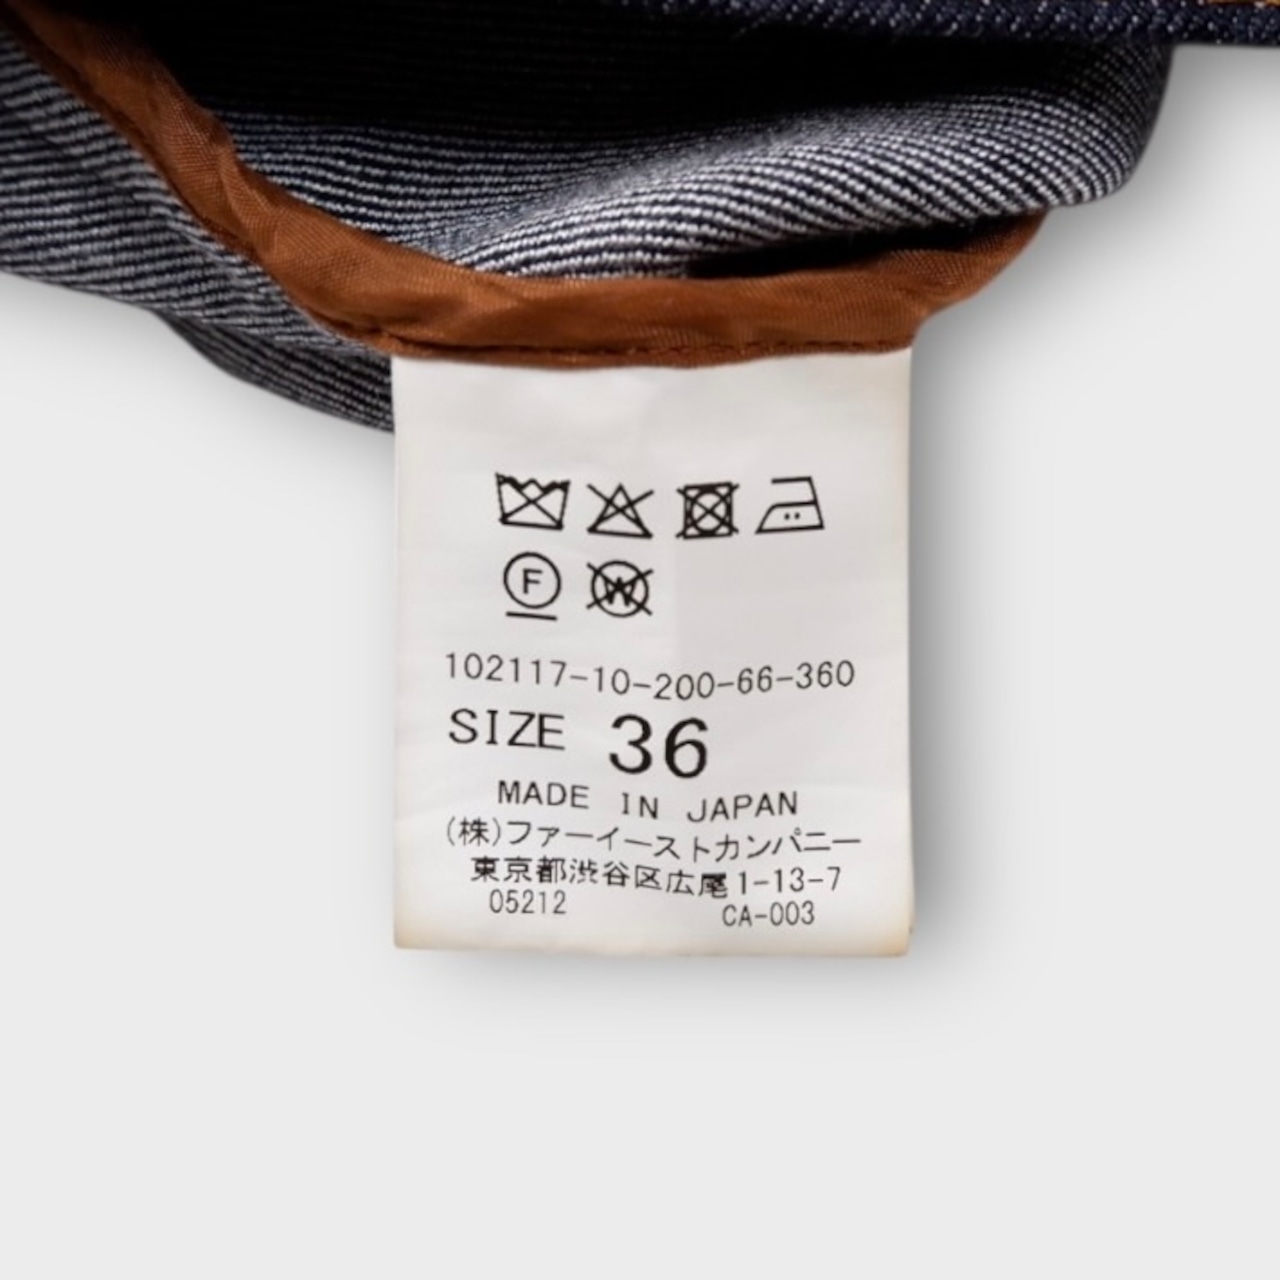 F W
102117-10-200-66-360
SIZE 36
MADE IN JAPAN
(株)ファーイーストカンパニー
東京都渋谷区広尾1-13-7
05212 CA-003